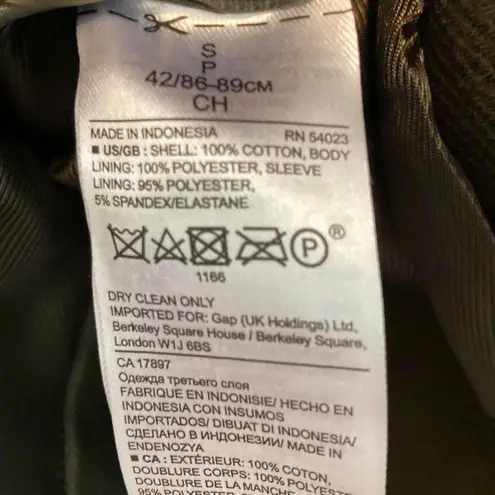 S
P
42/86-89CM
CH
MADE IN INDONESIA RN 54023
■ US/GB : SHELL: 100% COTTON, BODY
LINING: 100% POLYESTER, SLEEVE
LINING: 95% POLYESTER,
5% SPANDEX/ELASTANE
P ®
1166
DRY CLEAN ONLY
IMPORTED FOR: Gap (UK Holdings) Ltd,
Berkeley Square House / Berkeley Square,
London W1J 6BS
CA 17897
Одежда третьего слоя
FABRIQUE EN INDONISIE/ HECHO EN
INDONESIA CON INSUMOS
IMPORTADOS/ DIBUAT DI INDONESIA/
СДЕЛАНО В ИНДОНЕЗИИ/ MADE IN
ENDENOZYA
■ CA : EXTÉRIEUR: 100% COTON,
DOUBLURE CORPS: 100% POLYEST
DOUBLURE DE LA MANCHE
95% POLY